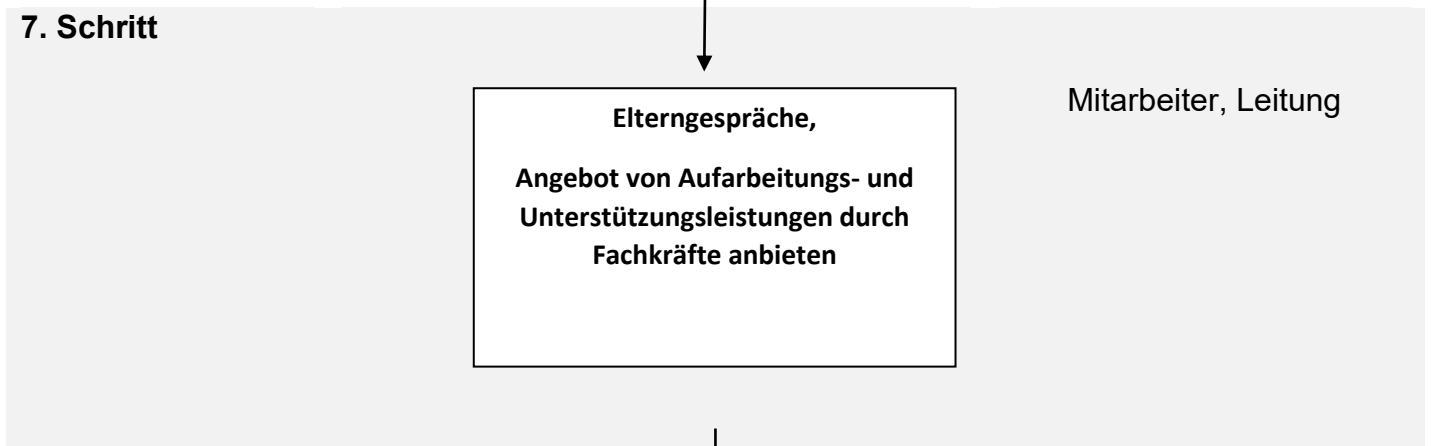 7. Schritt
Elterngespräche,
Angebot von Aufarbeitungs- und
Unterstützungsleistungen durch
Fachkräfte anbieten
Mitarbeiter, Leitung